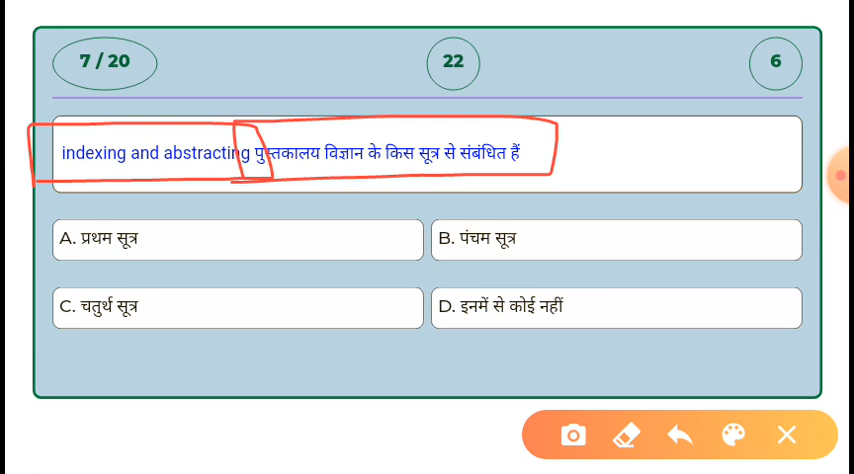 7 / 20
22
6
indexing and abstracting पुस्तकालय विज्ञान के किस सूत्र से संबंधित हैं
A. प्रथम सूत्र
B. पंचम सूत्र
C. चतुर्थ सूत्र
D. इनमें से कोई नहीं